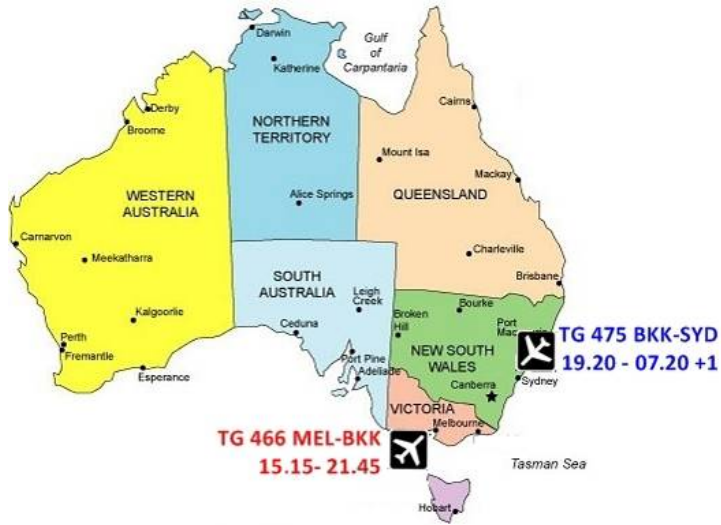 Darwin
Gulf
of
Carpantaria
Katherine
Cairns
Derby
Broome
NORTHERN
TERRITORY
Mount Isa
Mackay
WESTERN
AUSTRALIA
Alice Springs
QUEENSLAND
Carnarvon
Meekatharra
Charleville
SOUTH
AUSTRALIA
Brisbane
Leigh
Creek
Kalgoorlie
Ceduna
Broken
Hill
Bourke
Port
Perth
Fremantle
Port Pine
Adelaide
NEW SOUTH
WALES
TG 475 BKK-SYD
19.20 - 07.20 +1
Esperance
Canberra
Sydney
VICTORIA
Melbourne
TG 466 MEL-BKK
15.15- 21.45
Tasman Sea
Hobart